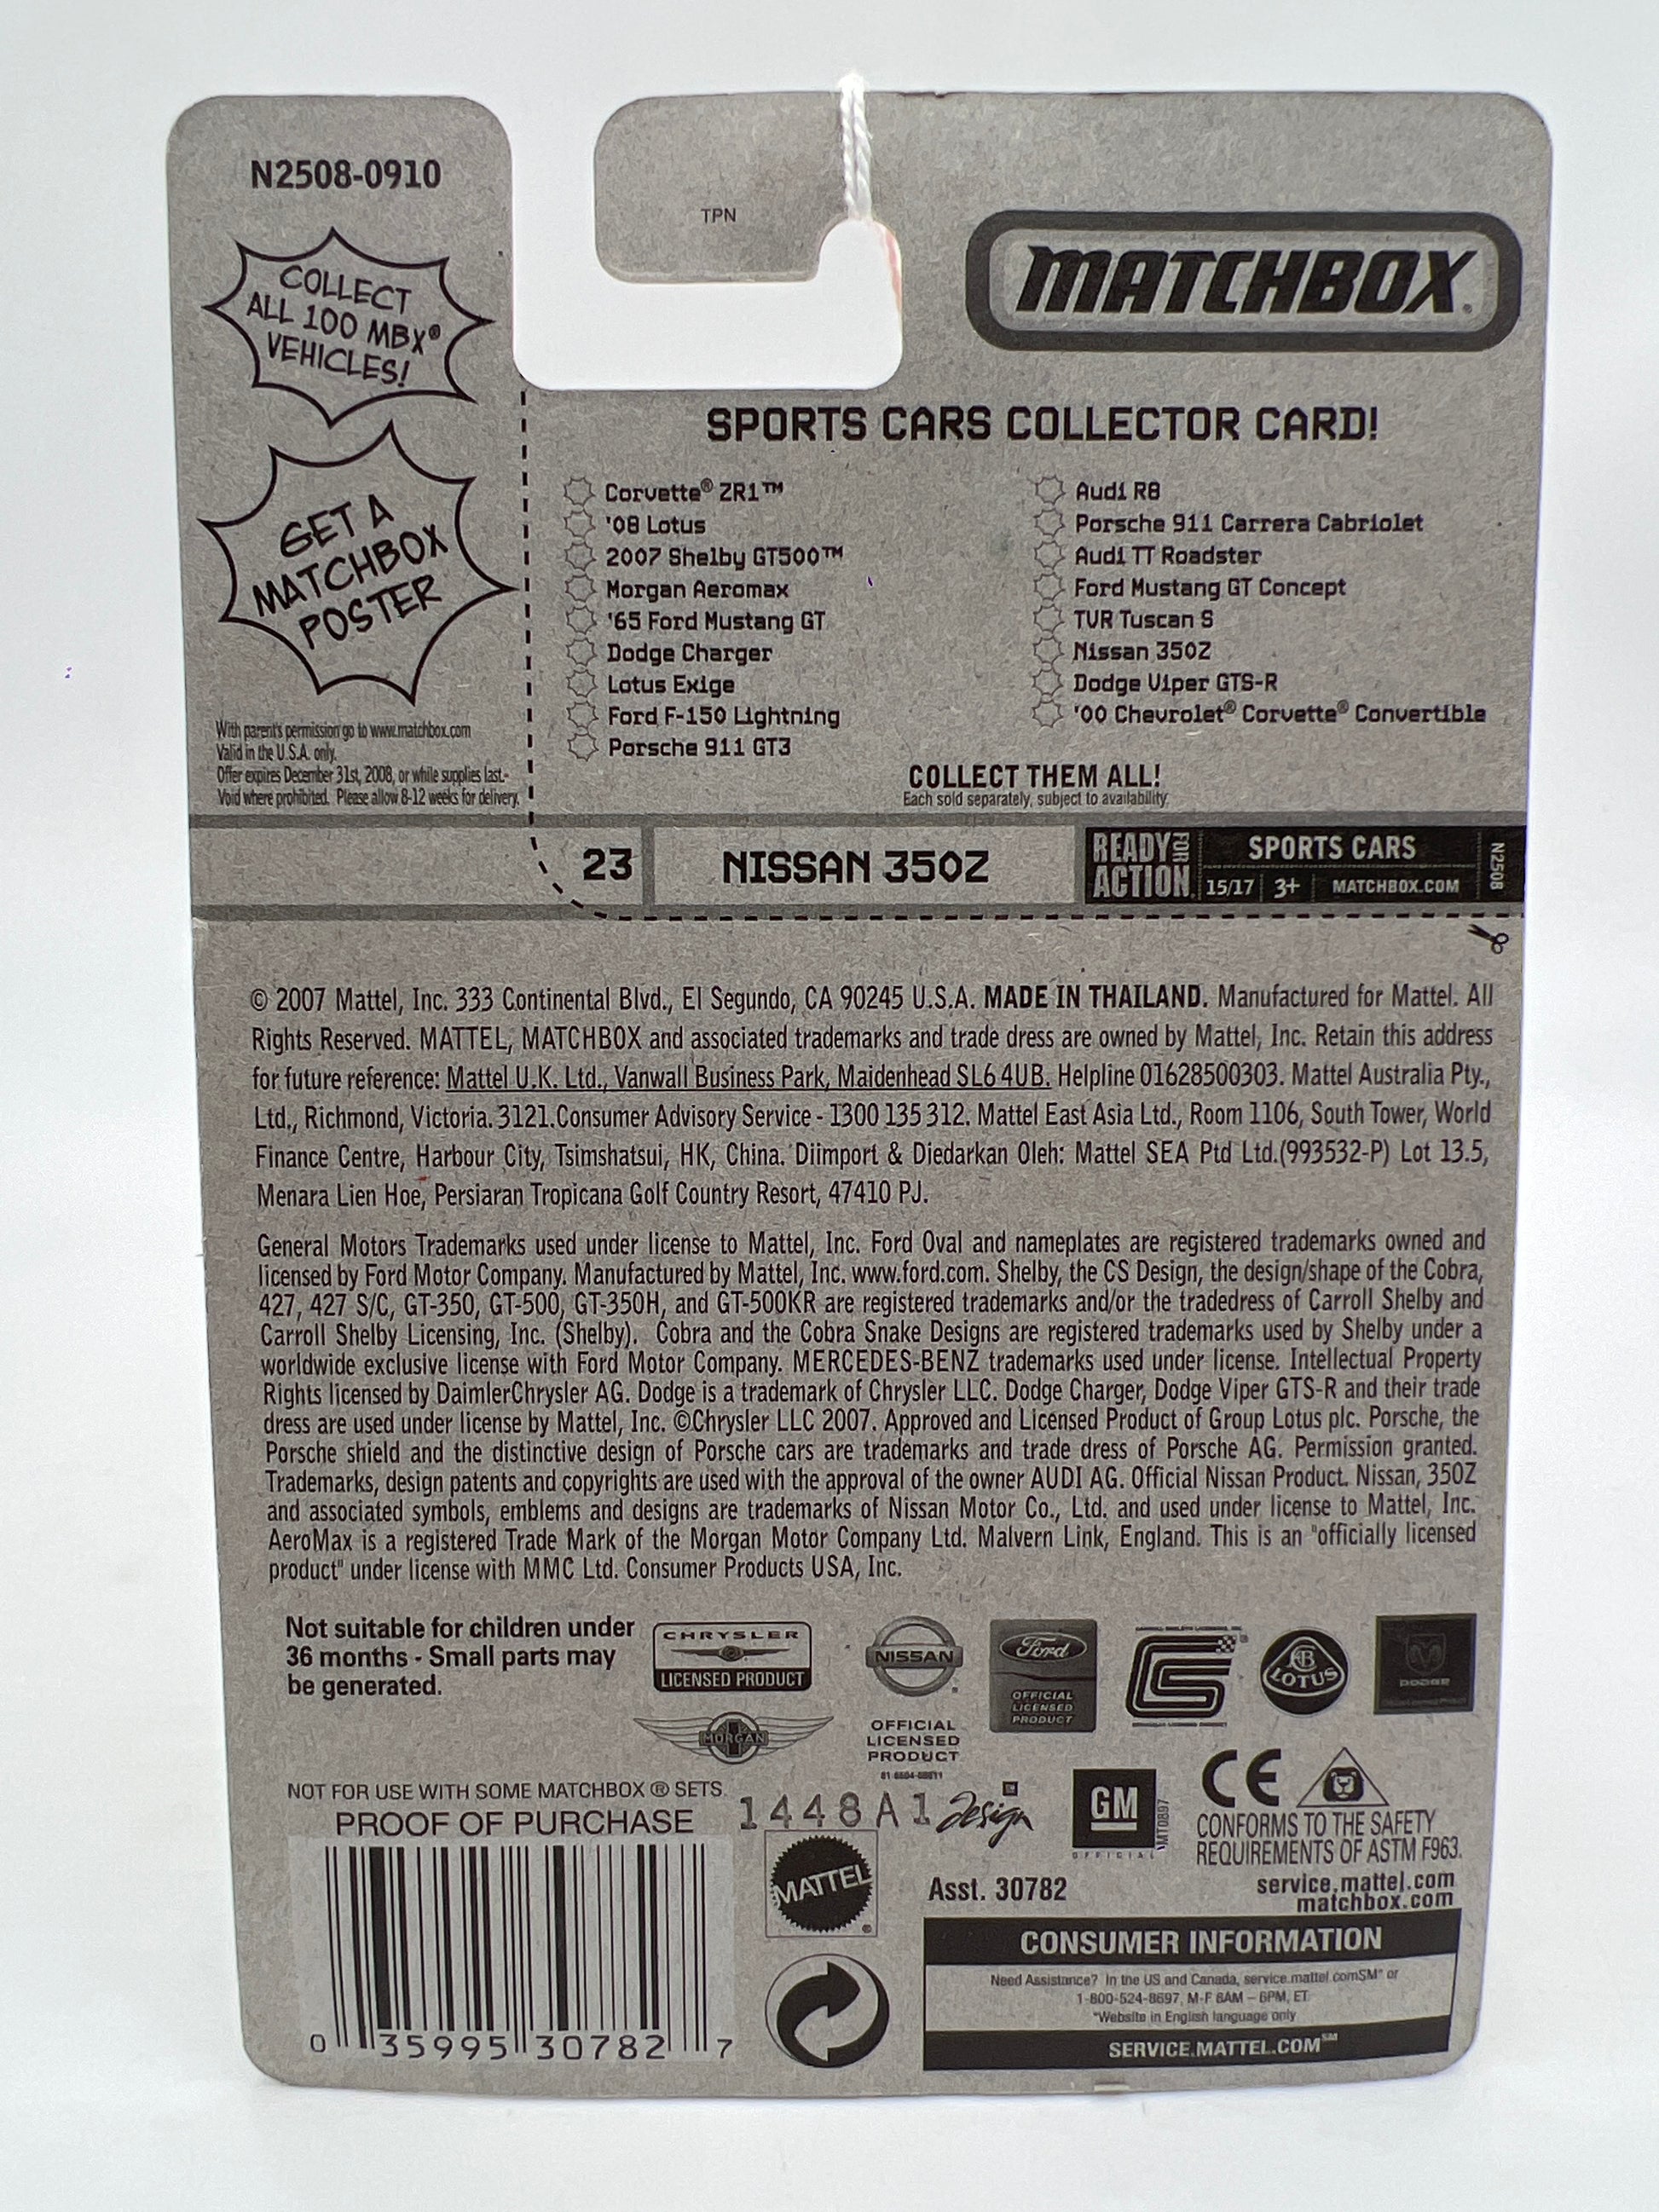 N2508-0910
TPN
COLLECT
ALL 100 MBX®
VEHICLES!
GET A
MATCHBOX
POSTER
With parent's permission go to www.matchbox.com
Valid in the U.S.A. only.
Offer expires December 31st, 2008, or while supplies last.
Void where prohibited. Please allow 8-12 weeks for delivery.
MATCHBOX®
SPORTS CARS COLLECTOR CARD!
Corvette® ZR1™
'08 Lotus
2007 Shelby GT500™
Morgan Aeromax
'65 Ford Mustang GT
Dodge Charger
Lotus Exige
Ford F-150 Lightning
Porsche 911 GT3
Audi R8
Porsche 911 Carrera Cabriolet
Audi TT Roadster
Ford Mustang GT Concept
TVR Tuscan S
Nissan 350Z
Dodge Viper GTS-R
'00 Chevrolet® Corvette® Convertible
COLLECT THEM ALL!
Each sold separately, subject to availability.
23
NISSAN 350Z
READY FOR
ACTION
SPORTS CARS
15/17 3+ MATCHBOX.COM
N2508
© 2007 Mattel, Inc. 333 Continental Blvd., El Segundo, CA 90245 U.S.A. MADE IN THAILAND. Manufactured for Mattel. All
Rights Reserved. MATTEL, MATCHBOX and associated trademarks and trade dress are owned by Mattel, Inc. Retain this address
for future reference: Mattel U.K. Ltd., Vanwall Business Park, Maidenhead SL6 4UB. Helpline 01628500303. Mattel Australia Pty.,
Ltd., Richmond, Victoria. 3121.Consumer Advisory Service - 1300 135 312. Mattel East Asia Ltd., Room 1106, South Tower, World
Finance Centre, Harbour City, Tsimshatsui, HK, China. Diimport & Diedarkan Oleh: Mattel SEA Ptd Ltd.(993532-P) Lot 13.5,
Menara Lien Hoe, Persiaran Tropicana Golf Country Resort, 47410 PJ.
General Motors Trademarks used under license to Mattel, Inc. Ford Oval and nameplates are registered trademarks owned and
licensed by Ford Motor Company. Manufactured by Mattel, Inc. www.ford.com. Shelby, the CS Design, the design/shape of the Cobra,
427, 427 S/C, GT-350, GT-500, GT-350H, and GT-500KR are registered trademarks and/or the tradedress of Carroll Shelby and
Carroll Shelby Licensing, Inc. (Shelby). Cobra and the Cobra Snake Designs are registered trademarks used by Shelby under a
worldwide exclusive license with Ford Motor Company. MERCEDES-BENZ trademarks used under license. Intellectual Property
Rights licensed by DaimlerChrysler AG. Dodge is a trademark of Chrysler LLC. Dodge Charger, Dodge Viper GTS-R and their trade
dress are used under license by Mattel, Inc. ©Chrysler LLC 2007. Approved and Licensed Product of Group Lotus plc. Porsche, the
Porsche shield and the distinctive design of Porsche cars are trademarks and trade dress of Porsche AG. Permission granted.
Trademarks, design patents and copyrights are used with the approval of the owner AUDI AG. Official Nissan Product. Nissan, 350Z
and associated symbols, emblems and designs are trademarks of Nissan Motor Co., Ltd. and used under license to Mattel, Inc.
AeroMax is a registered Trade Mark of the Morgan Motor Company Ltd. Malvern Link, England. This is an "officially licensed
product" under license with MMC Ltd. Consumer Products USA, Inc.
Not suitable for children under
36 months - Small parts may
be generated.
CHRYSLER
LICENSED PRODUCT
MORGAN
NISSAN
OFFICIAL
LICENSED
PRODUCT
Ford
OFFICIAL
LICENSED
PRODUCT
LOTUS
DODGE
NOT FOR USE WITH SOME MATCHBOX ® SETS.
PROOF OF PURCHASE
1448A1
design
GM
OFFICIAL
MT0897
CE
CONFORMS TO THE SAFETY
REQUIREMENTS OF ASTM F963.
MATTEL®
Asst. 30782
service.mattel.com
matchbox.com
0 35995 30782 7
CONSUMER INFORMATION
Need Assistance? In the US and Canada, service.mattel.comSM* or
1-800-524-8697, M-F 8AM – 6PM, ET
*Website in English language only
SERVICE.MATTEL.COM℠